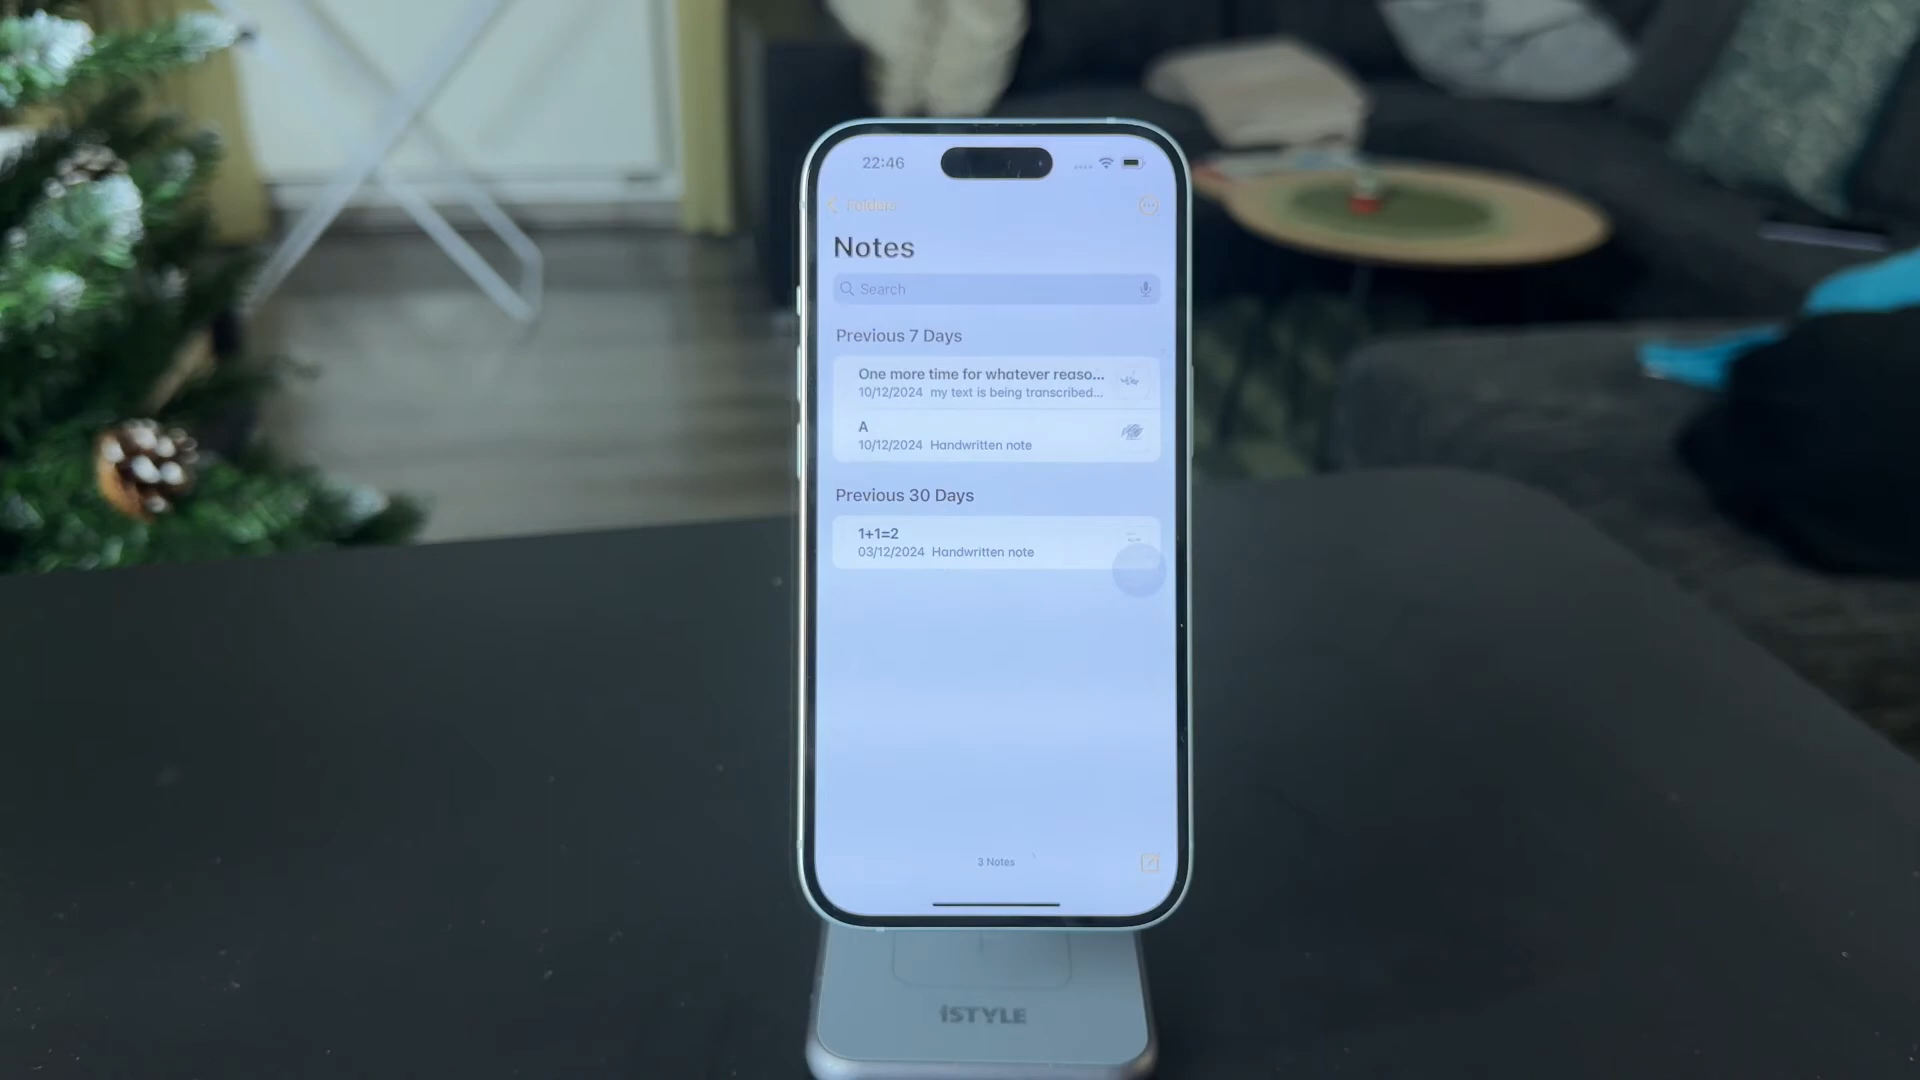 22:46
Folders
Notes
Search
Previous 7 Days
One more time for whatever reaso...
10/12/2024 my text is being transcribed...
A
10/12/2024 Handwritten note
Previous 30 Days
1+1=2
03/12/2024 Handwritten note
3 Notes
iSTYLE